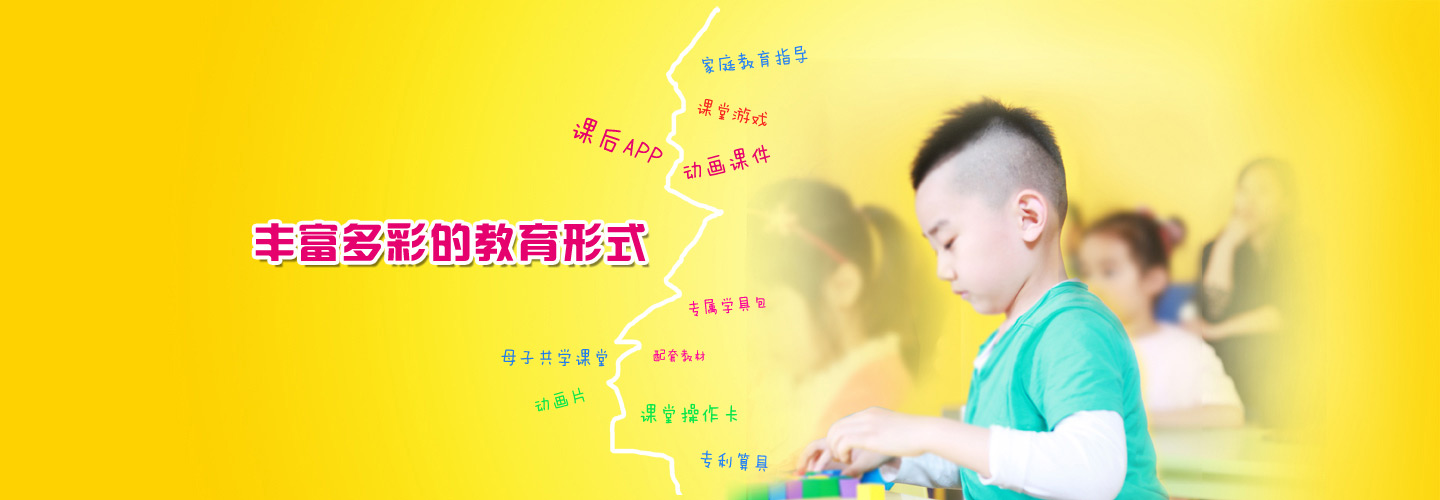 家庭教育指导
课堂游戏
课后APP
动画课件
丰富多彩的教育形式
专属学具包
母子共学课堂
配套教材
动画片
课堂操作卡
专利算具